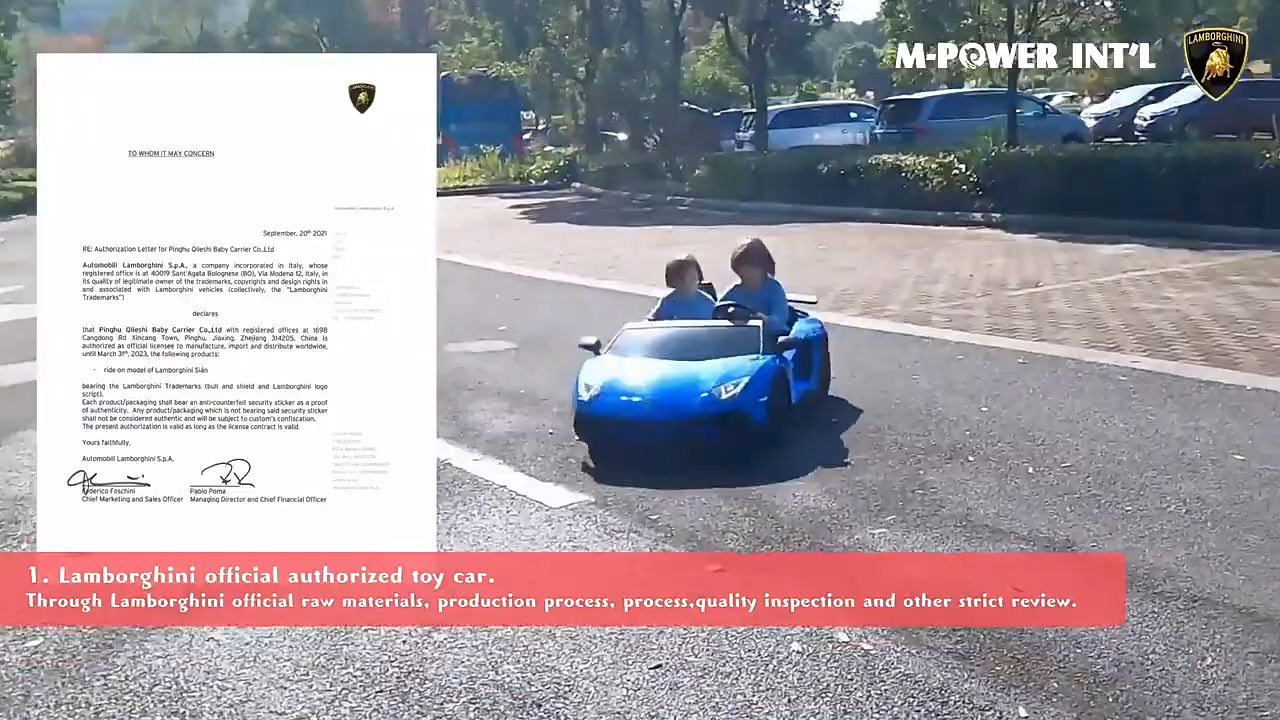 M-POWER INT'L
LAMBORGHINI
TO WHOM IT MAY CONCERN
Automobili Lamborghini S.p.A.
September, 20th 2021
RE: Authorization Letter for Pinghu Qileshi Baby Carrier Co.,Ltd
Automobili Lamborghini S.p.A., a company incorporated in Italy, whose
registered office is at 40019 Sant'Agata Bolognese (BO), Via Modena 12, Italy, in
its quality of legitimate owner of the trademarks, copyrights and design rights in
and associated with Lamborghini vehicles (collectively, the "Lamborghini
Trademarks")
declares
that Pinghu Qileshi Baby Carrier Co.,Ltd with registered offices at 1698
Cangdong Rd Xincang Town, Pinghu, Jiaxing, Zhejiang 314205, China is
authorized as official licensee to manufacture, import and distribute worldwide,
until March 31st, 2023, the following products:
- ride on model of Lamborghini Sián
bearing the Lamborghini Trademarks (bull and shield and Lamborghini logo
script).
Each product/packaging shall bear an anti-counterfeit security sticker as a proof
of authenticity. Any product/packaging which is not bearing said security sticker
shall not be considered authentic and will be subject to custom's confiscation.
The present authorization is valid as long as the license contract is valid.
Yours faithfully,
Automobili Lamborghini S.p.A.
Federico Foschini Paolo Poma
Chief Marketing and Sales Officer Managing Director and Chief Financial Officer
1. Lamborghini official authorized toy car.
Through Lamborghini official raw materials, production process, process,quality inspection and other strict review.